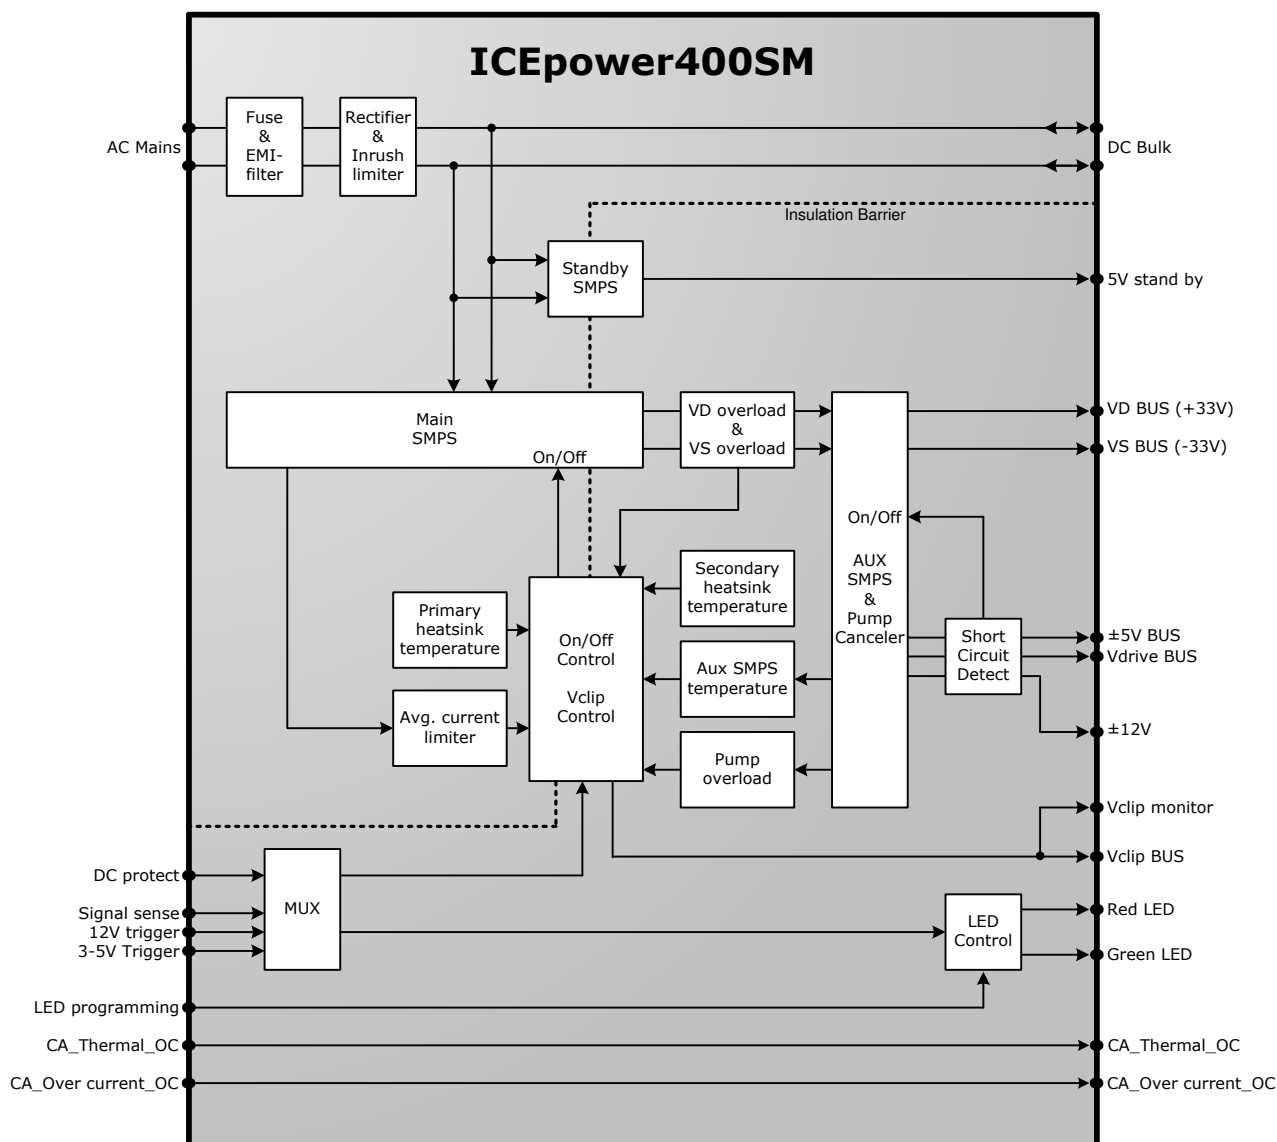 ICEpower400SM
AC Mains
Fuse
&
EMI-
filter
Rectifier
&
Inrush
limiter
DC Bulk
Insulation Barrier
Standby
SMPS
5V stand by
Main
SMPS
On/Off
VD overload
&
VS overload
VD BUS (+33V)
VS BUS (-33V)
On/Off
AUX
SMPS
&
Pump
Canceler
Primary
heatsink
temperature
Avg. current
limiter
On/Off
Control
Vclip
Control
Secondary
heatsink
temperature
Aux SMPS
temperature
Pump
overload
Short
Circuit
Detect
±5V BUS
Vdrive BUS
±12V
Vclip monitor
Vclip BUS
DC protect
Signal sense
12V trigger
3-5V Trigger
MUX
LED
Control
Red LED
Green LED
LED programming
CA_Thermal_OC
CA_Thermal_OC
CA_Over current_OC
CA_Over current_OC